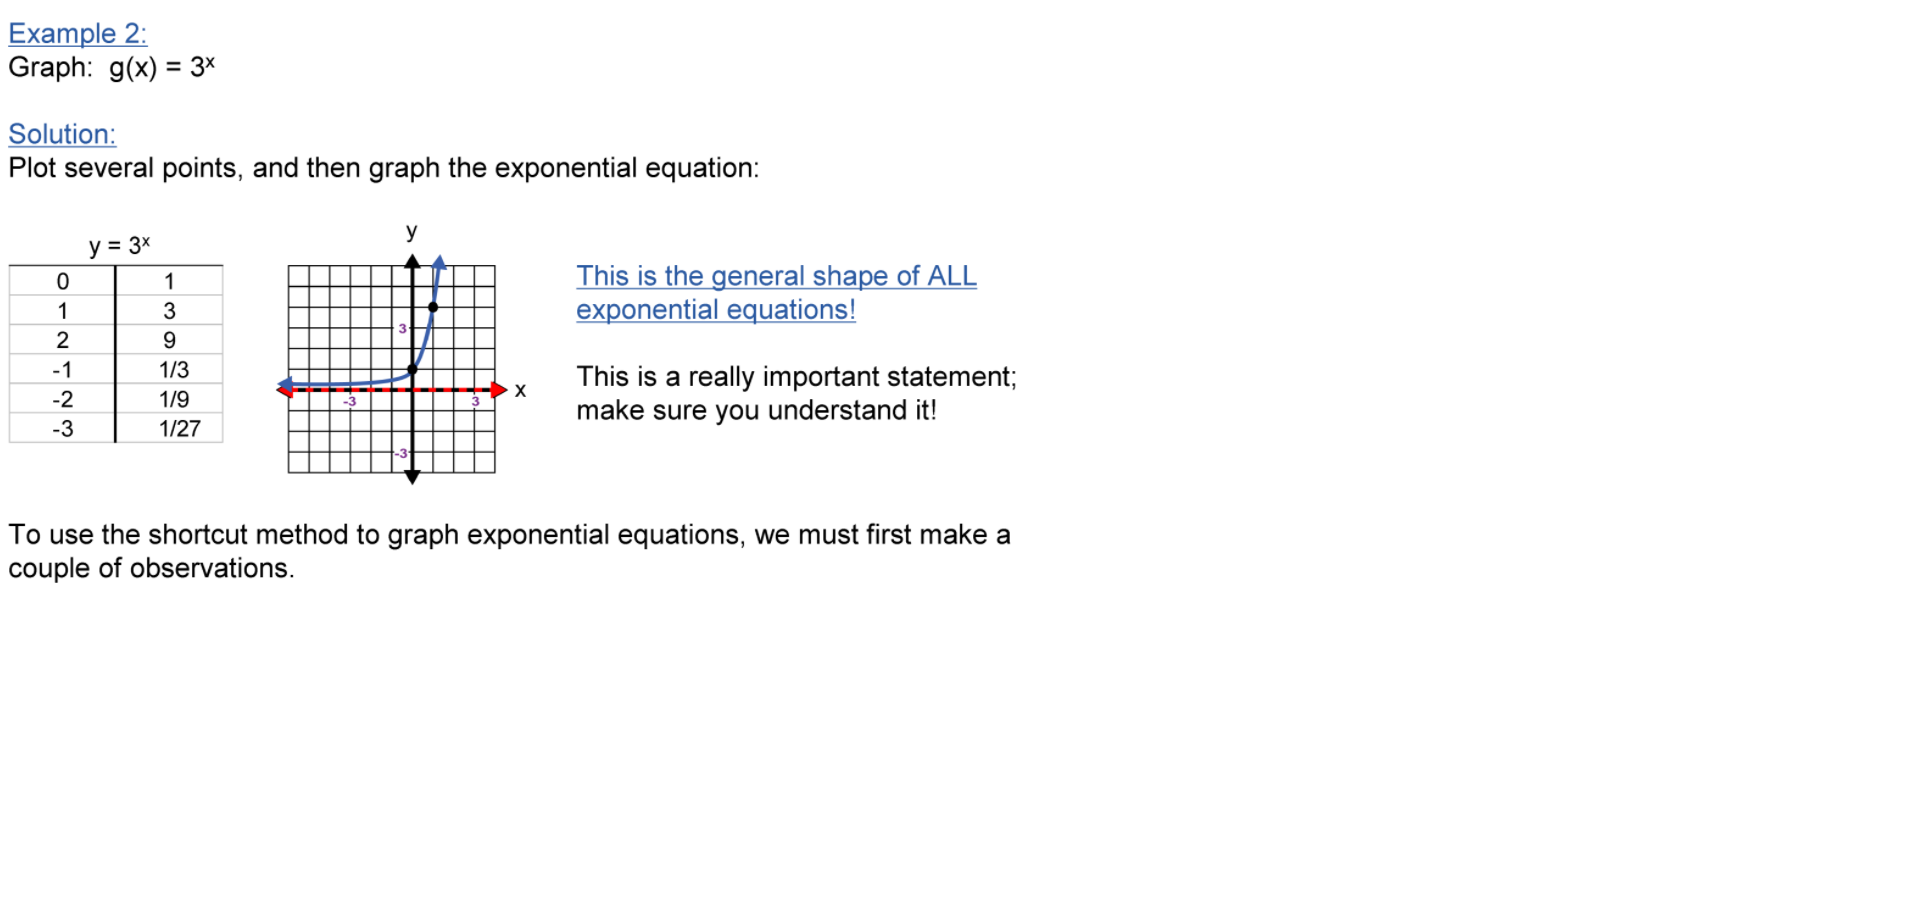 Example 2:
Graph: g(x) = 3ˣ
Solution:
Plot several points, and then graph the exponential equation:
y = 3ˣ
0 1
1 3
2 9
-1 1/3
-2 1/9
-3 1/27
y
3
x
-3 3
-3
This is the general shape of ALL
exponential equations!
This is a really important statement;
make sure you understand it!
To use the shortcut method to graph exponential equations, we must first make a
couple of observations.